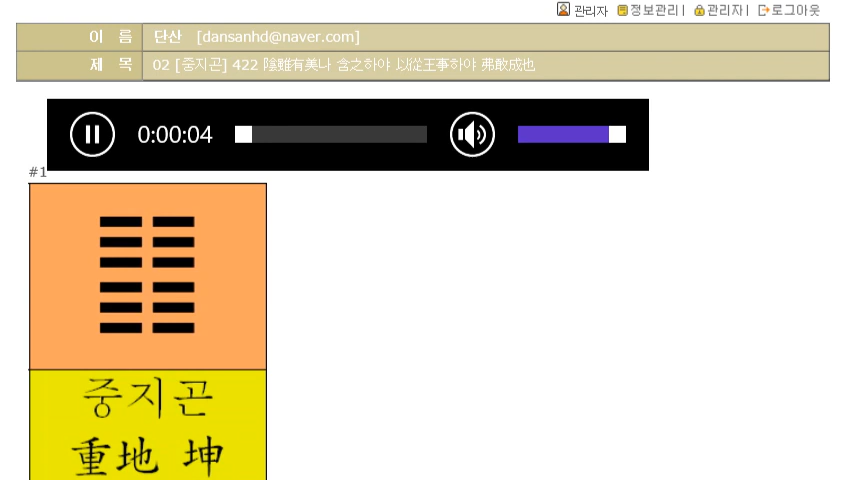 관리자 정보관리| 관리자| 로그아웃
이 름 단산 [dansanhd@naver.com]
제 목 02 [중지곤] 422 陰雖有美나 含之하야 以從王事하야 弗敢成也
0:00:04
#1
중지곤
重地 坤